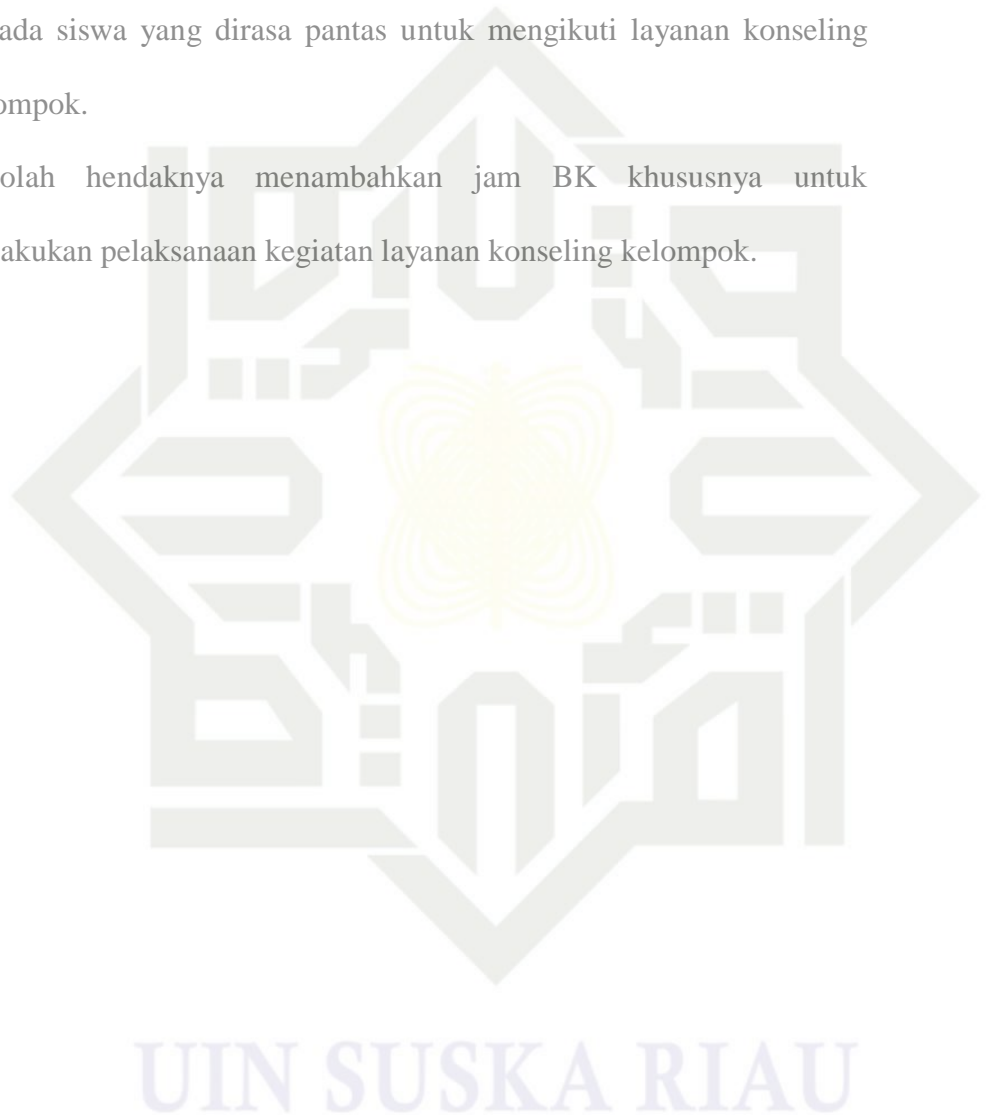 ada siswa yang dirasa pantas untuk mengikuti layanan konseling
ompok.
olah hendaknya menambahkan jam BK khususnya untuk
akukan pelaksanaan kegiatan layanan konseling kelompok.
UIN SUSKA RIAU